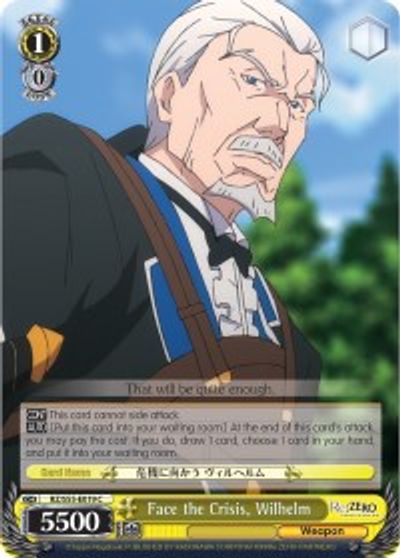 1
0
That will be quite enough.
This card cannot side attack.
[Put this card into your waiting room] At the end of this card's attack,
you may pay the cost. If you do, draw 1 card, choose 1 card in your hand,
and put it into your waiting room.
Card Name
危機に向かう ヴィルヘルム
5500
Face the Crisis, Wilhelm
Re:ZERO
Weapon